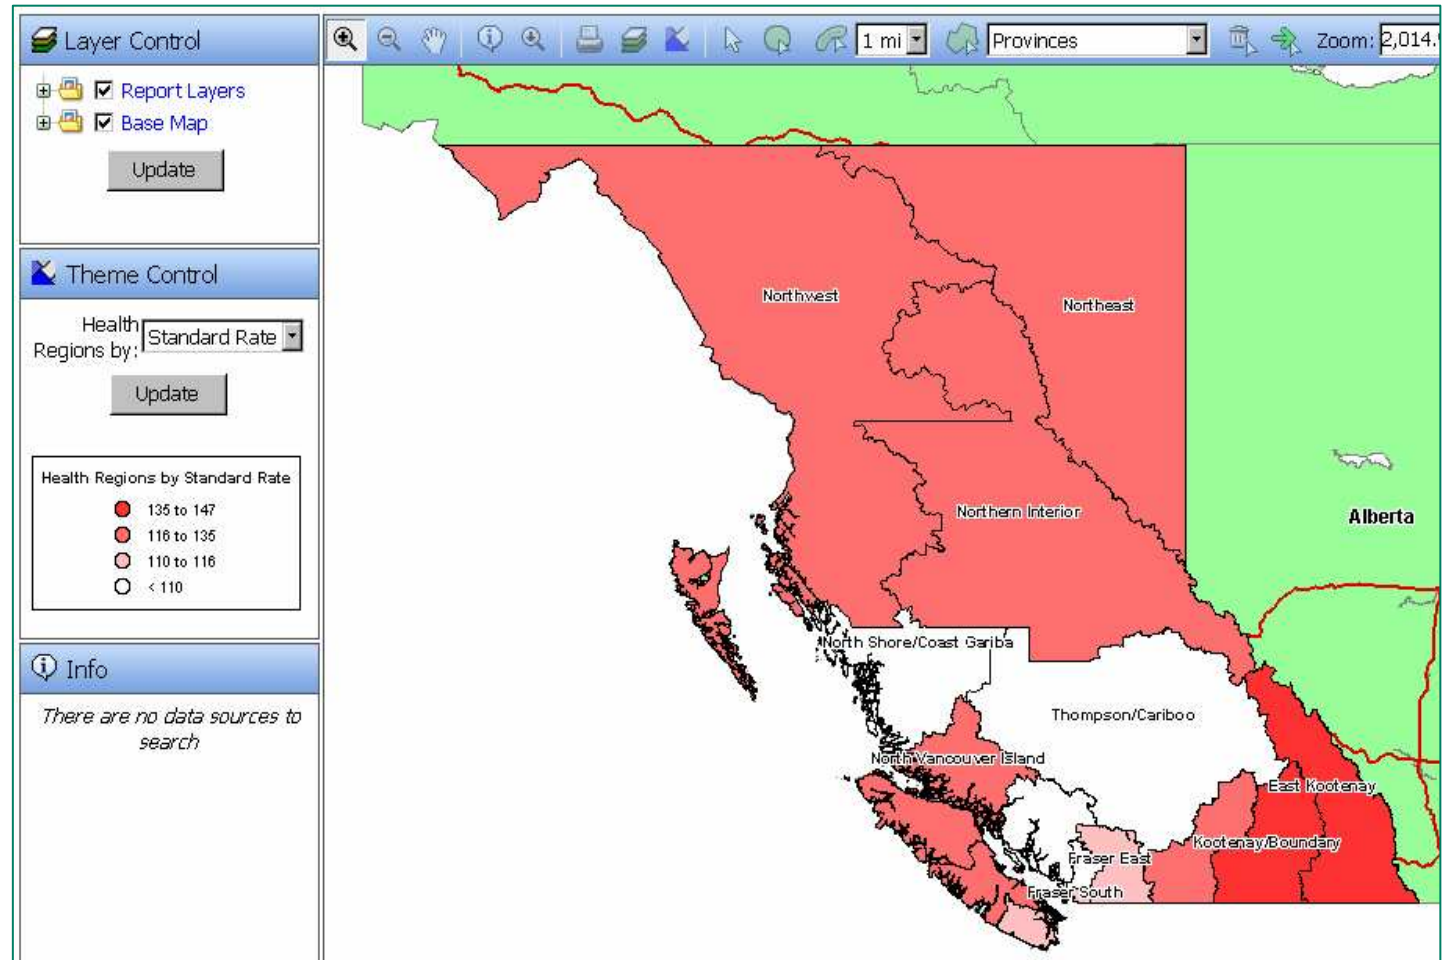 Layer Control
Report Layers
Base Map
Update
Theme Control
Health
Regions by:
Standard Rate
Update
Health Regions by Standard Rate
135 to 147
116 to 135
110 to 116
< 110
Info
There are no data sources to
search
1 mi
Provinces
Zoom: 2,014.
Northwest
Northeast
Northern Interior
Alberta
North Shore/Coast Gariba
Thompson/Cariboo
North Vancouver Island
East Kootenay
Kootenay/Boundary
Fraser East
Fraser South